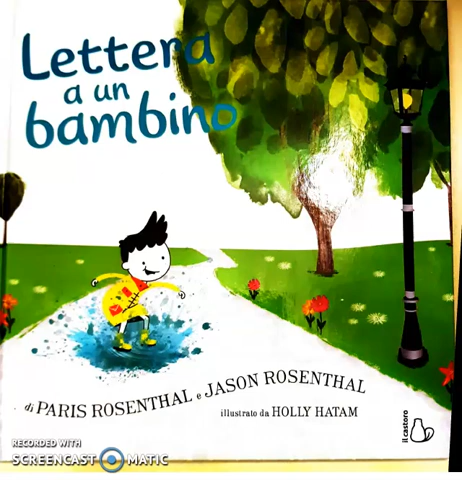 Lettera
a un
bambino
di PARIS ROSENTHAL e JASON ROSENTHAL
illustrato da HOLLY HATAM
il castoro
RECORDED WITH
SCREENCAST MATIC